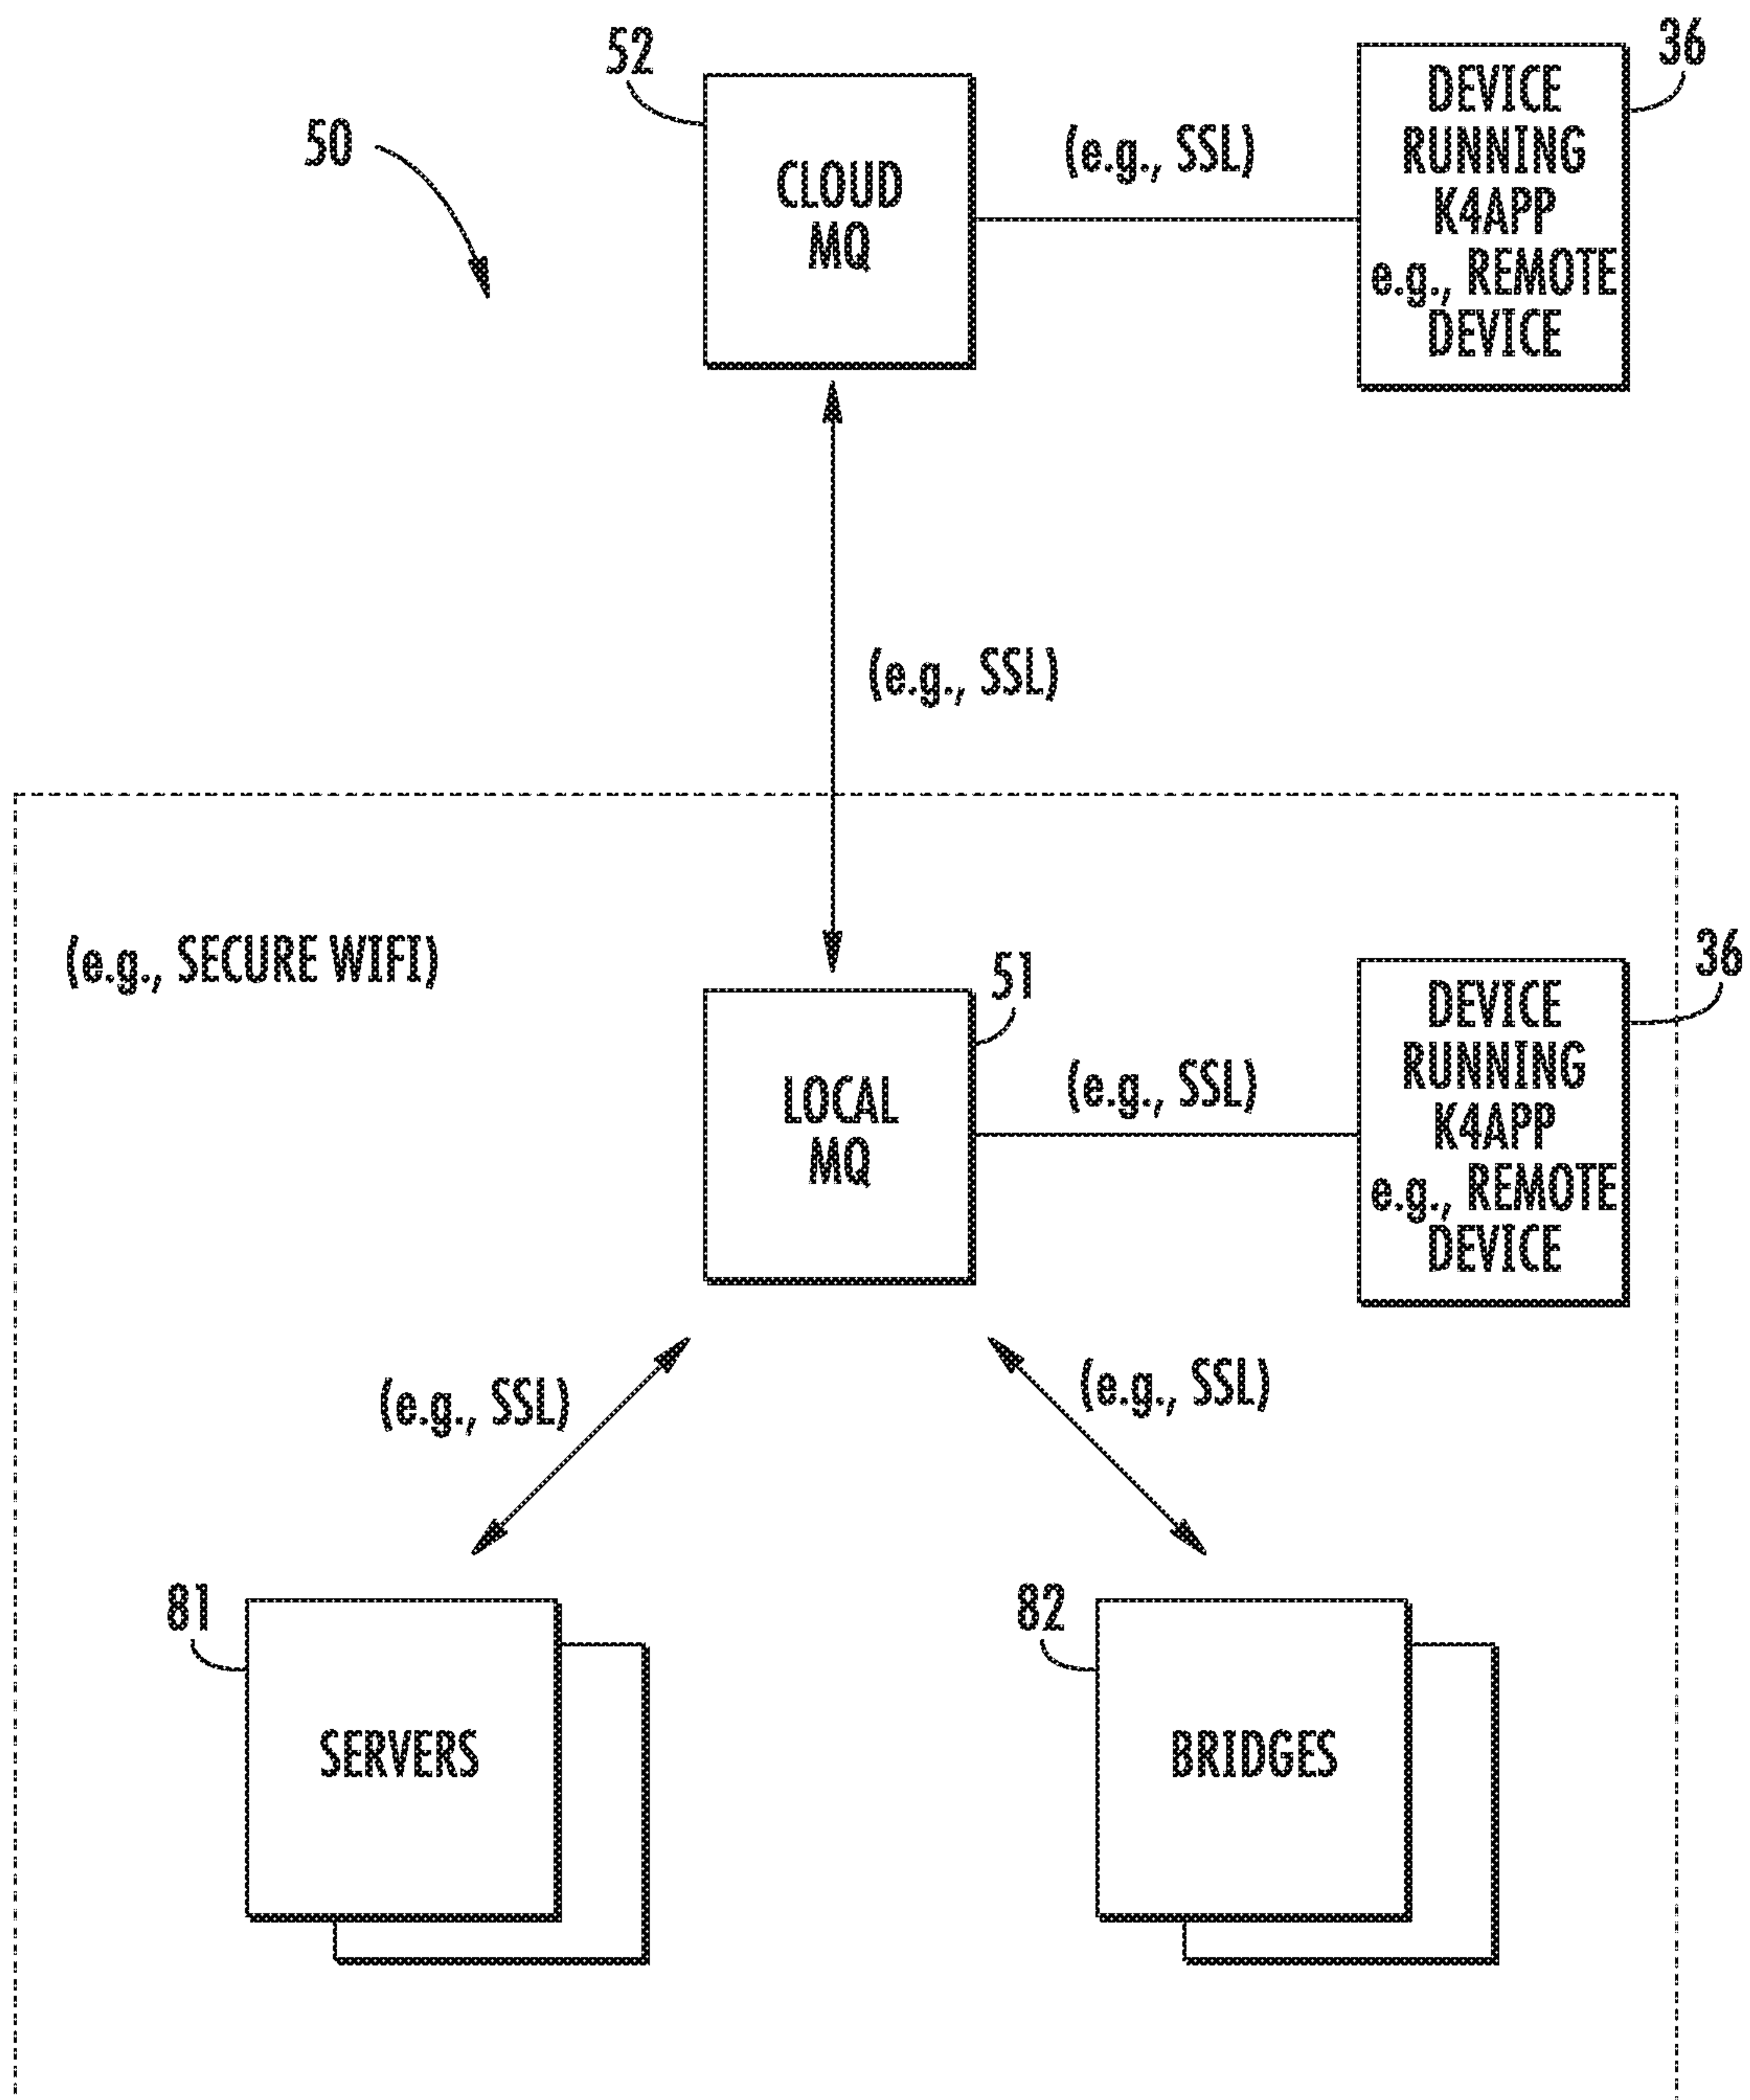 52
36
50
CLOUD
MQ
(e.g., SSL)
DEVICE
RUNNING
K4APP
e.g., REMOTE
DEVICE
(e.g., SSL)
(e.g., SECURE WIFI)
51
36
LOCAL
MQ
(e.g., SSL)
DEVICE
RUNNING
K4APP
e.g., REMOTE
DEVICE
(e.g., SSL)
(e.g., SSL)
81
82
SERVERS
BRIDGES